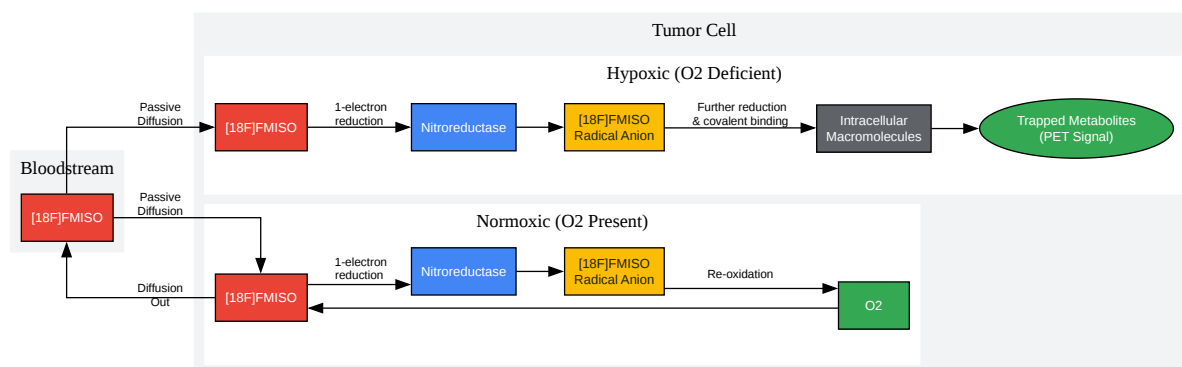 Tumor Cell
Hypoxic (O2 Deficient)
Passive
Diffusion
[18F]FMISO
1-electron
reduction
Nitroreductase
[18F]FMISO
Radical Anion
Further reduction
& covalent binding
Intracellular
Macromolecules
Trapped Metabolites
(PET Signal)
Bloodstream
[18F]FMISO
Passive
Diffusion
Normoxic (O2 Present)
Diffusion
Out
[18F]FMISO
1-electron
reduction
Nitroreductase
[18F]FMISO
Radical Anion
Re-oxidation
O2